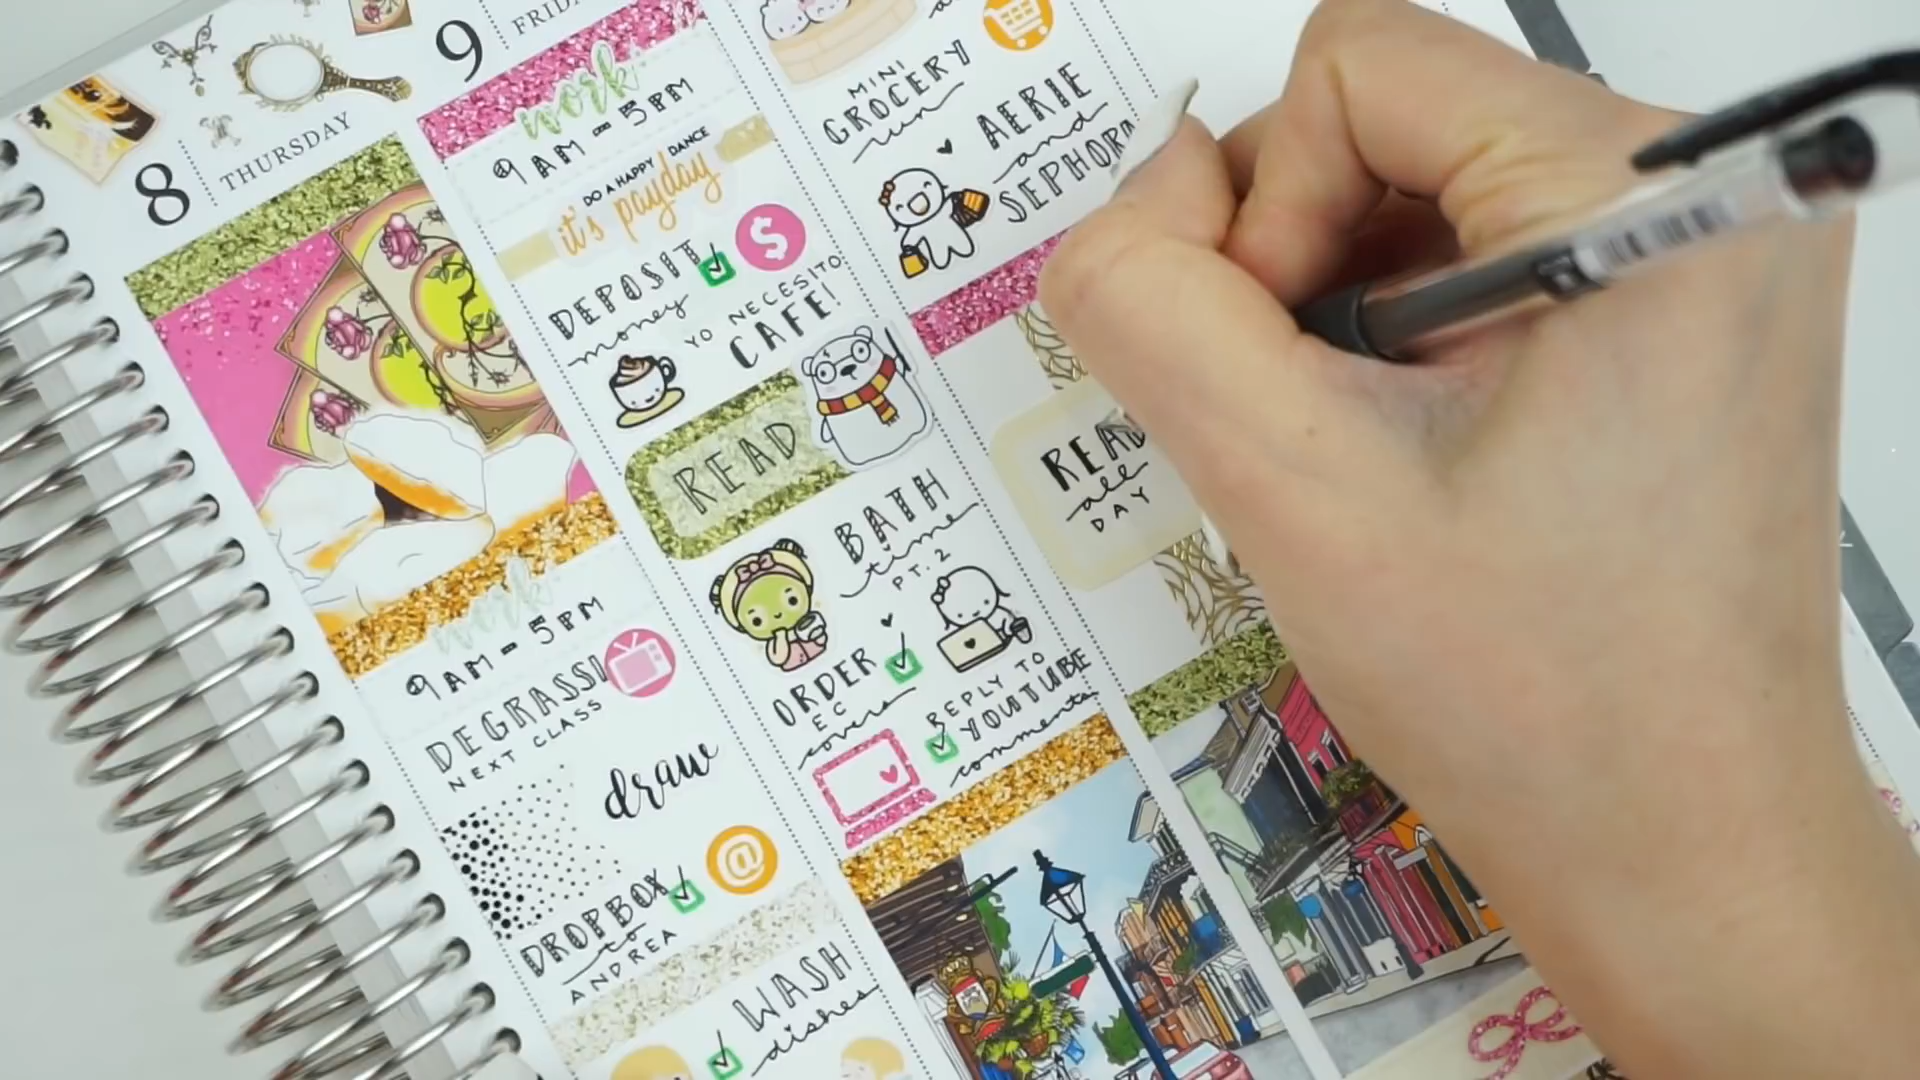 8
THURSDAY
work
9AM-5PM
DEGRASSI
NEXT CLASS
draw
DROPBOX
to
ANDREA
@
9
work
9AM-5PM
DO A HAPPY DANCE
it's payday
DEPOSIT
money
$
YO NECESITO
CAFE!
READ
BATH
time
PT. 2
ORDER
EC
covers
REPLY TO
YOUTUBE
comments
WASH
dishes
MINI
GROCERY
run
AERIE
and
SEPHORA
READ
all
DAY